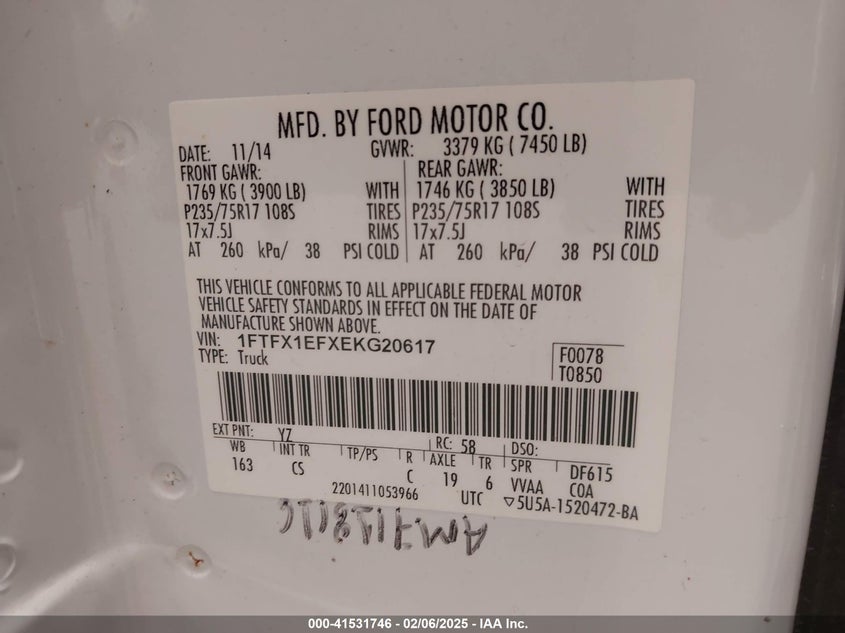 MFD. BY FORD MOTOR CO.
DATE: 11/14 GVWR: 3379 KG ( 7450 LB)
FRONT GAWR: REAR GAWR:
1769 KG ( 3900 LB) WITH 1746 KG ( 3850 LB) WITH
P235/75R17 108S TIRES P235/75R17 108S TIRES
17x7.5J RIMS 17x7.5J RIMS
AT 260 kPa/ 38 PSI COLD AT 260 kPa/ 38 PSI COLD
THIS VEHICLE CONFORMS TO ALL APPLICABLE FEDERAL MOTOR
VEHICLE SAFETY STANDARDS IN EFFECT ON THE DATE OF
MANUFACTURE SHOWN ABOVE.
VIN: 1FTFX1EFXEKG20617
TYPE: Truck
F0078
T0850
EXT PNT: YZ RC: 58 DSO:
WB INT TR TP/PS R AXLE TR SPR DF615
163 CS C 19 6 VVAA COA
2201411053966 UTC ▽5U5A-1520472-BA
000-41531746 — 02/06/2025 — IAA Inc.